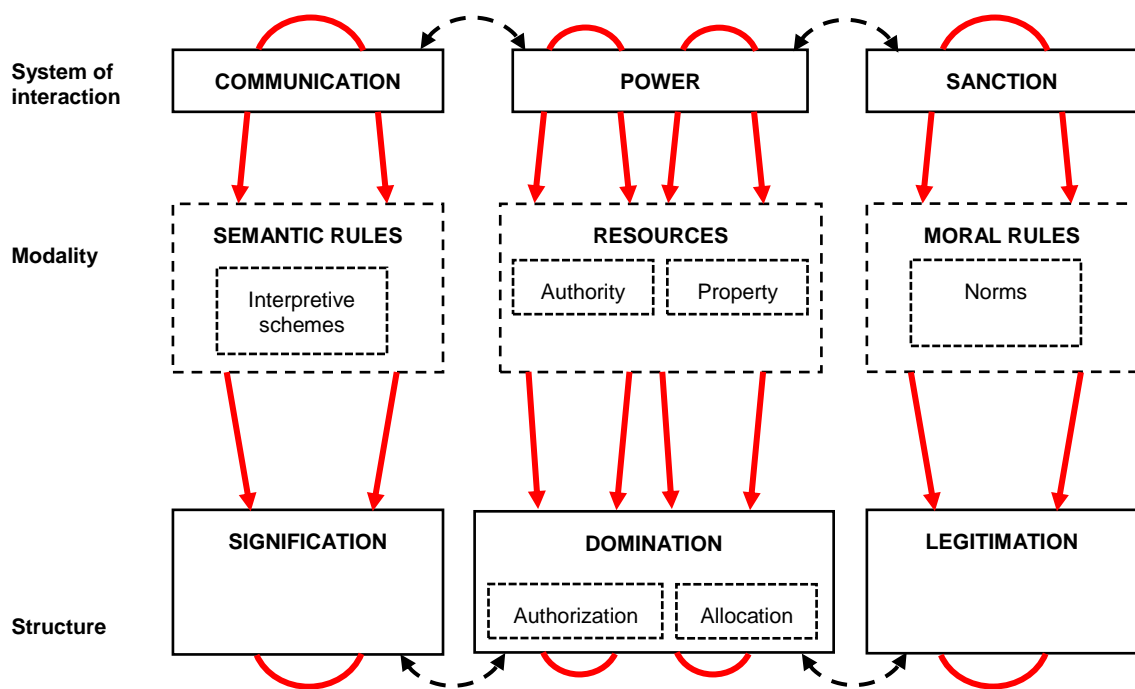 System of
interaction
COMMUNICATION
POWER
SANCTION
Modality
SEMANTIC RULES
Interpretive
schemes
RESOURCES
Authority
Property
MORAL RULES
Norms
Structure
SIGNIFICATION
DOMINATION
Authorization
Allocation
LEGITIMATION